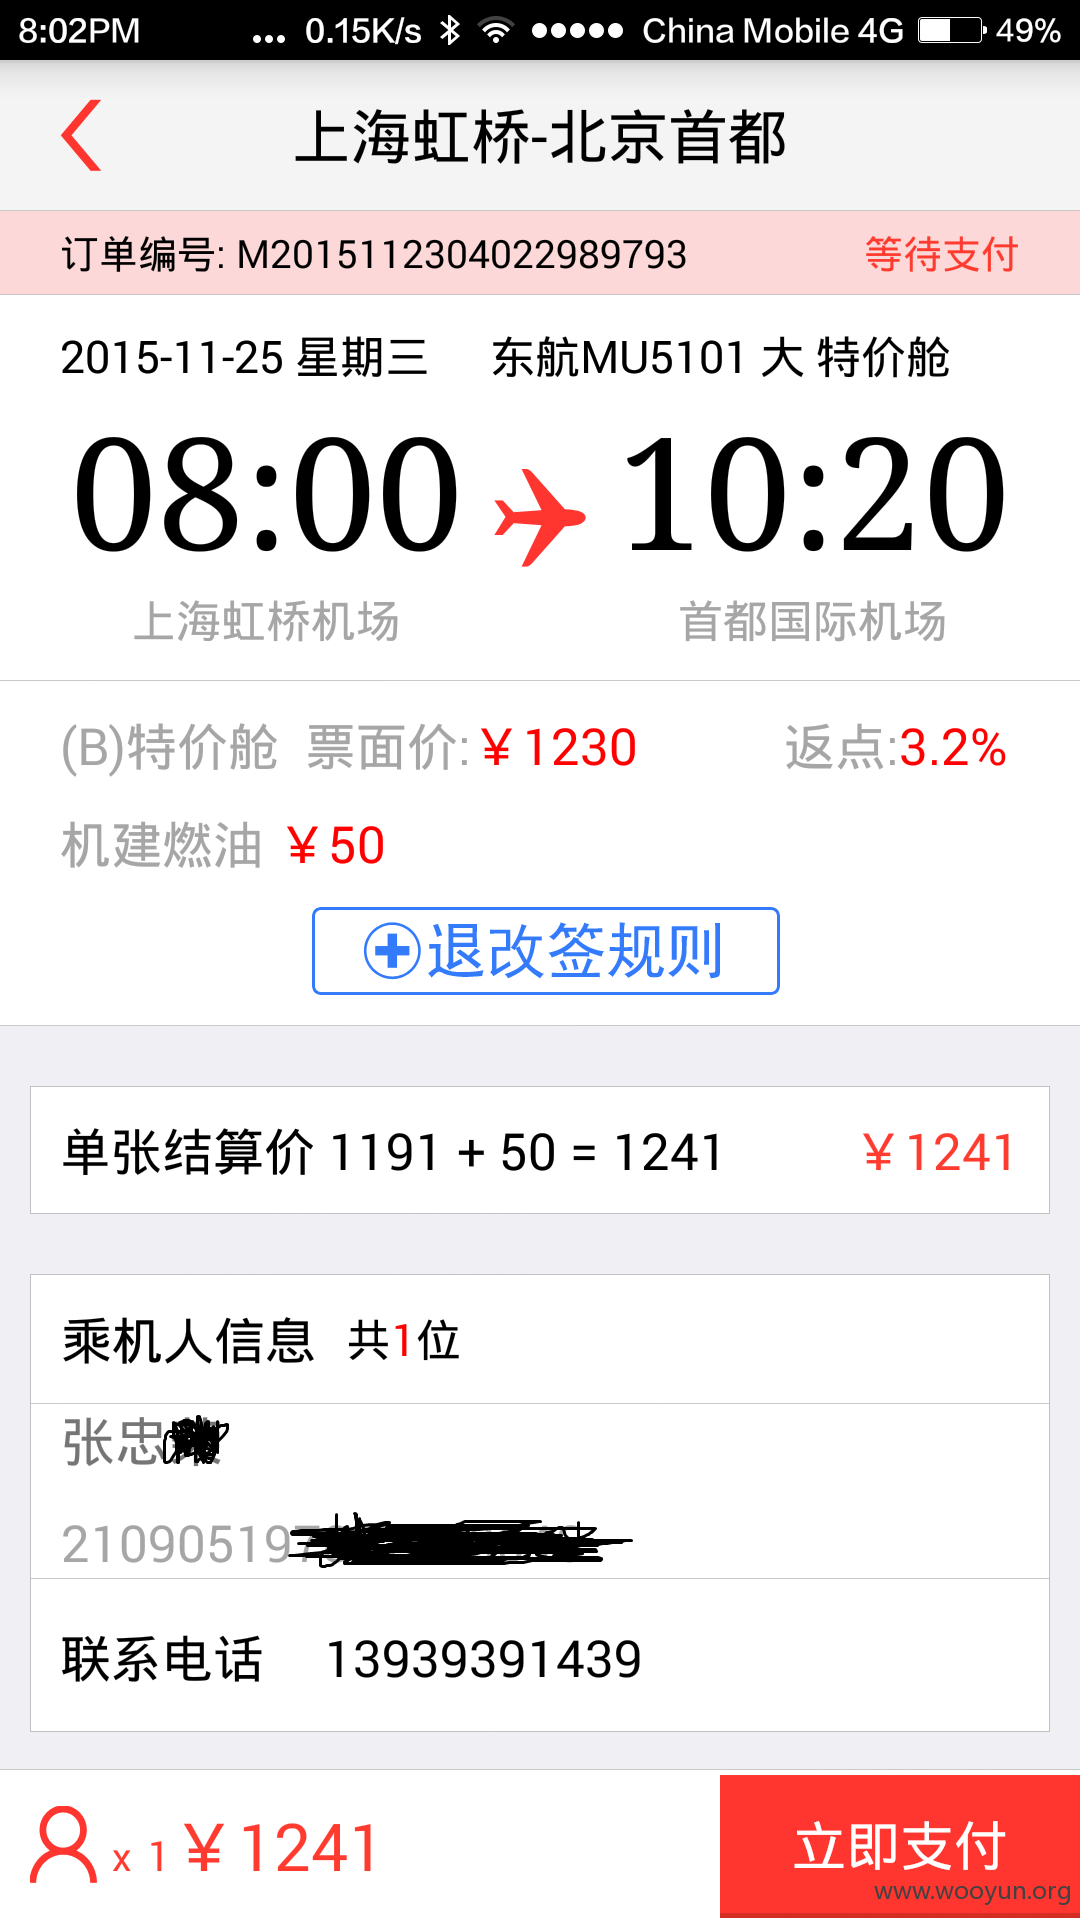 8:02PM ... 0.15K/s China Mobile 4G 49%
上海虹桥-北京首都
订单编号: M2015112304022989793 等待支付
2015-11-25 星期三 东航MU5101 大 特价舱
08:00 10:20
上海虹桥机场 首都国际机场
(B)特价舱 票面价:￥1230 返点:3.2%
机建燃油 ￥50
退改签规则
单张结算价 1191 + 50 = 1241 ￥1241
乘机人信息 共1位
张忠
210905197
联系电话 13939391439
x 1 ￥1241
立即支付
www.wooyun.org